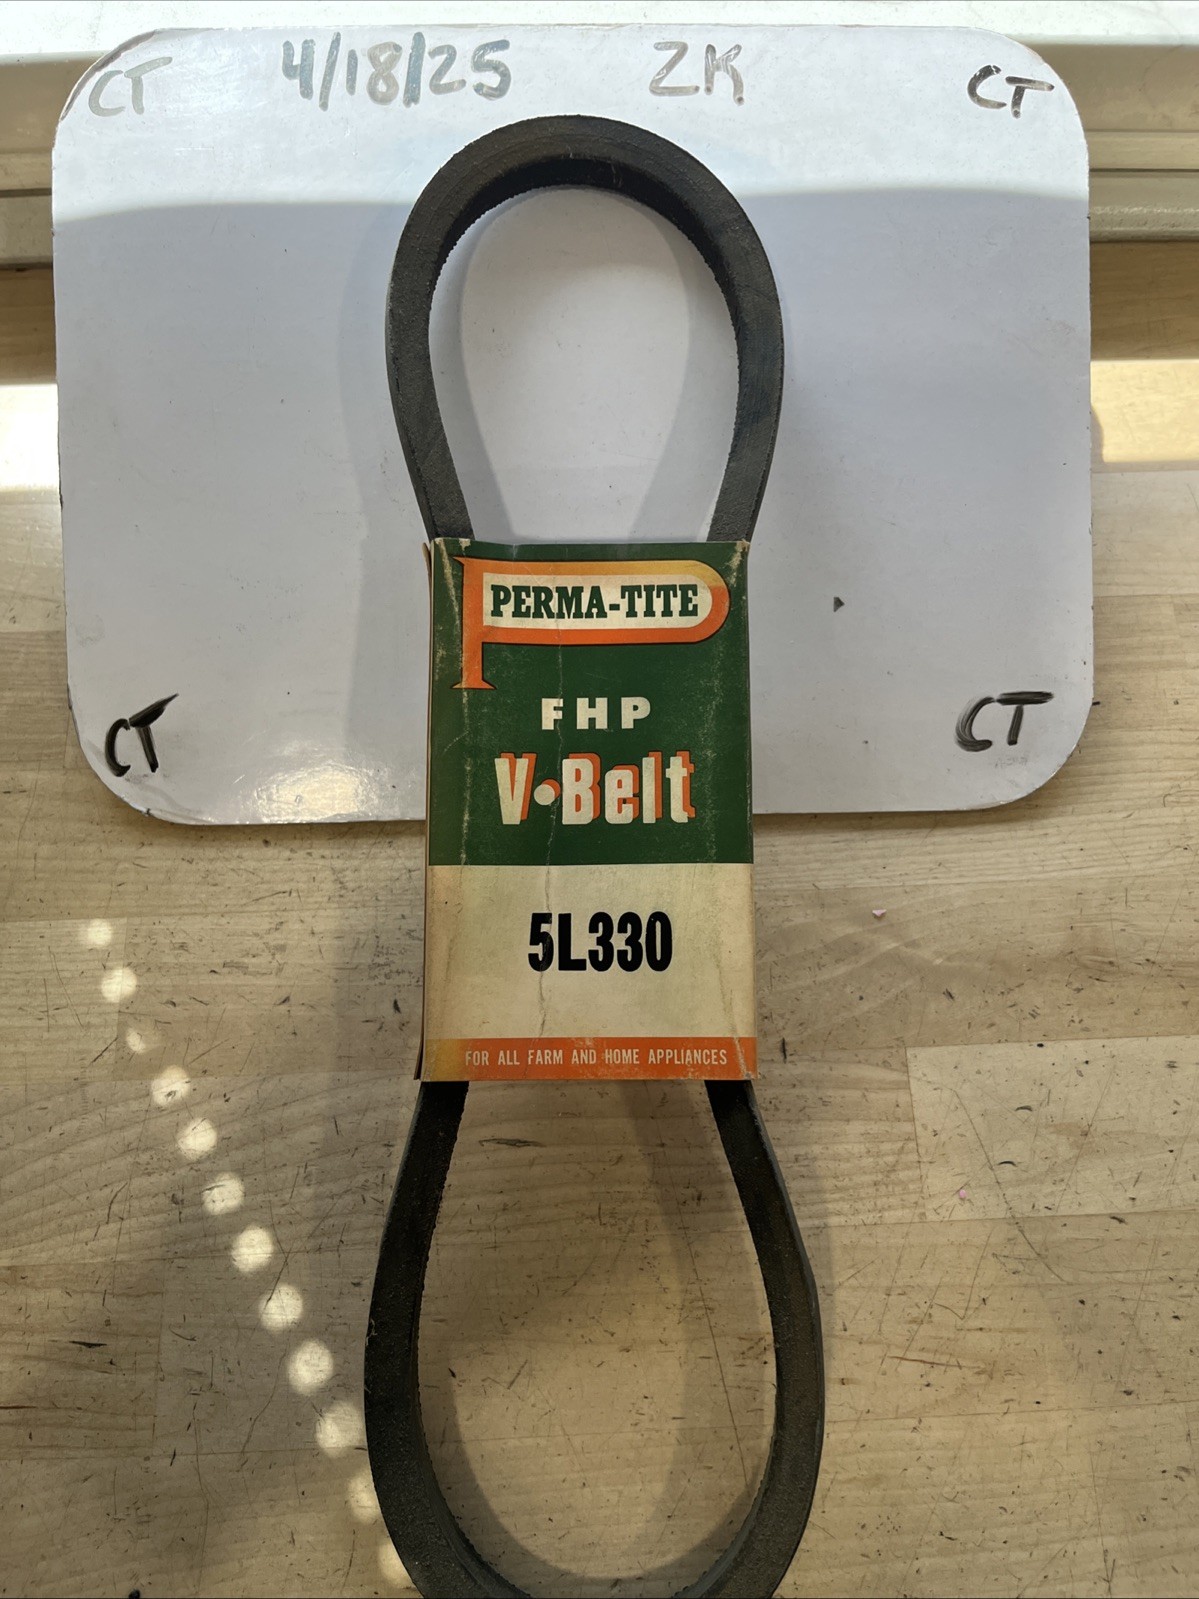 CT 4/18/25 ZK CT
PERMA-TITE
FHP
V•Belt
CT CT
5L330
FOR ALL FARM AND HOME APPLIANCES